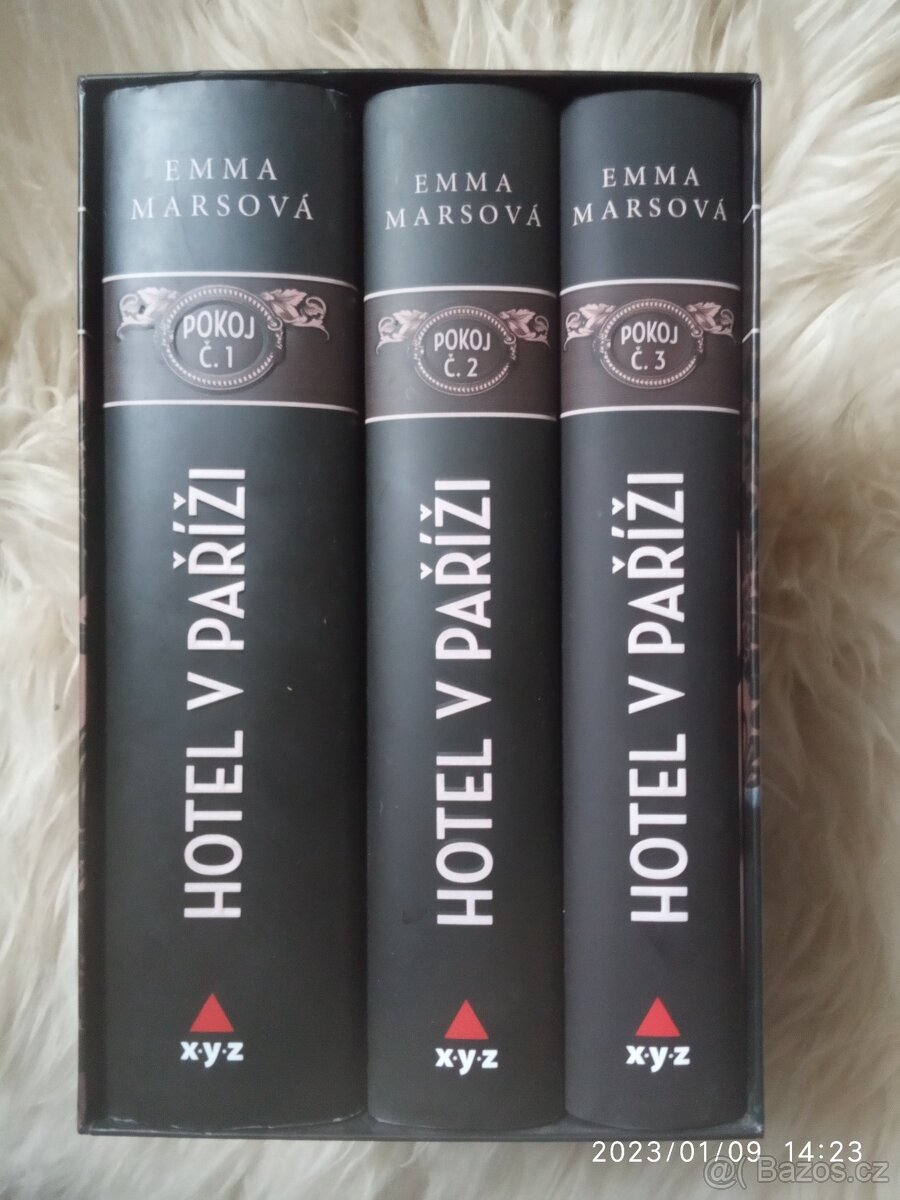 EMMA
MARSOVÁ
POKOJ
Č. 1
HOTEL V PAŘÍŽI
x·y·z
EMMA
MARSOVÁ
POKOJ
Č. 2
HOTEL V PAŘÍŽI
x·y·z
EMMA
MARSOVÁ
POKOJ
Č. 3
HOTEL V PAŘÍŽI
x·y·z
2023/01/09 14:23
@Bazos.cz